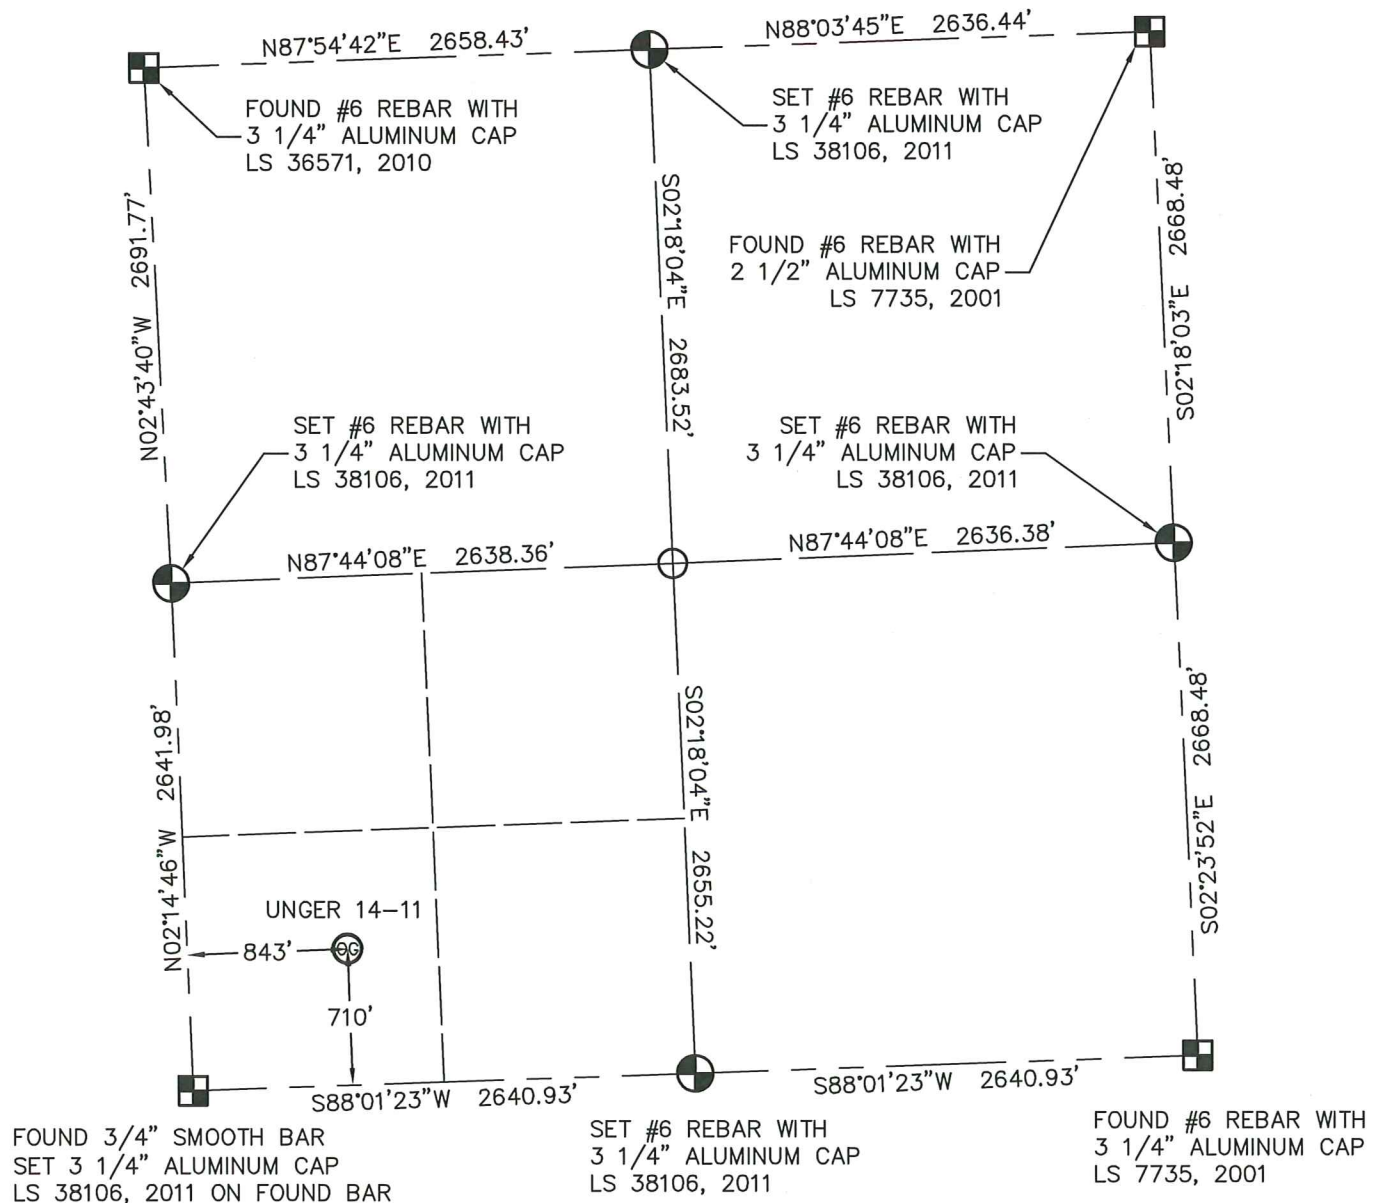 N87°54'42"E 2658.43'
N88°03'45"E 2636.44'
FOUND #6 REBAR WITH
3 1/4" ALUMINUM CAP
LS 36571, 2010
SET #6 REBAR WITH
3 1/4" ALUMINUM CAP
LS 38106, 2011
FOUND #6 REBAR WITH
2 1/2" ALUMINUM CAP
LS 7735, 2001
N02°43'40"W 2691.77'
S02°18'04"E 2683.52'
S02°18'03"E 2668.48'
SET #6 REBAR WITH
3 1/4" ALUMINUM CAP
LS 38106, 2011
SET #6 REBAR WITH
3 1/4" ALUMINUM CAP
LS 38106, 2011
N87°44'08"E 2638.36'
N87°44'08"E 2636.38'
N02°14'46"W 2641.98'
S02°18'04"E 2655.22'
S02°23'52"E 2668.48'
UNGER 14-11
OG
843'
710'
S88°01'23"W 2640.93'
S88°01'23"W 2640.93'
FOUND 3/4" SMOOTH BAR
SET 3 1/4" ALUMINUM CAP
LS 38106, 2011 ON FOUND BAR
SET #6 REBAR WITH
3 1/4" ALUMINUM CAP
LS 38106, 2011
FOUND #6 REBAR WITH
3 1/4" ALUMINUM CAP
LS 7735, 2001